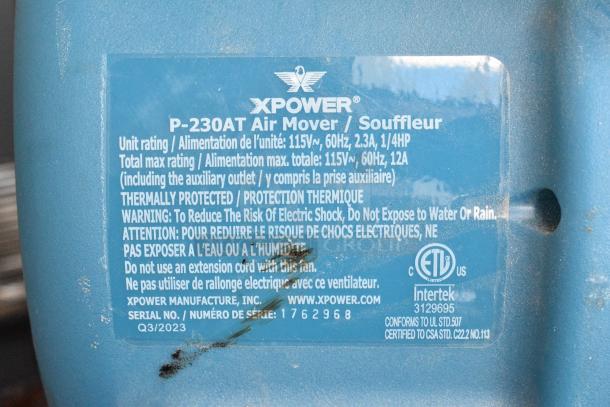 XPOWER®
P-230AT Air Mover / Souffleur
Unit rating / Alimentation de l'unité: 115V~, 60Hz, 2.3A, 1/4HP
Total max rating / Alimentation max. totale: 115V~, 60Hz, 12A
(including the auxiliary outlet / y compris la prise auxiliaire)
THERMALLY PROTECTED / PROTECTION THERMIQUE
WARNING: To Reduce The Risk Of Electric Shock, Do Not Expose to Water Or Rain.
ATTENTION: POUR REDUIRE LE RISQUE DE CHOCS ELECTRIQUES, NE
PAS EXPOSER A L'EAU OU A L'HUMIDITE.
Do not use an extension cord with this fan.
Ne pas utiliser de rallonge electrique avec ce ventilateur.
XPOWER MANUFACTURE, INC. WWW.XPOWER.COM
SERIAL NO. / NUMÉRO DE SÉRIE: 1762968
Q3/2023
C ETL US
Intertek
3129695
CONFORMS TO UL STD.507
CERTIFIED TO CSA STD. C22.2 NO.113